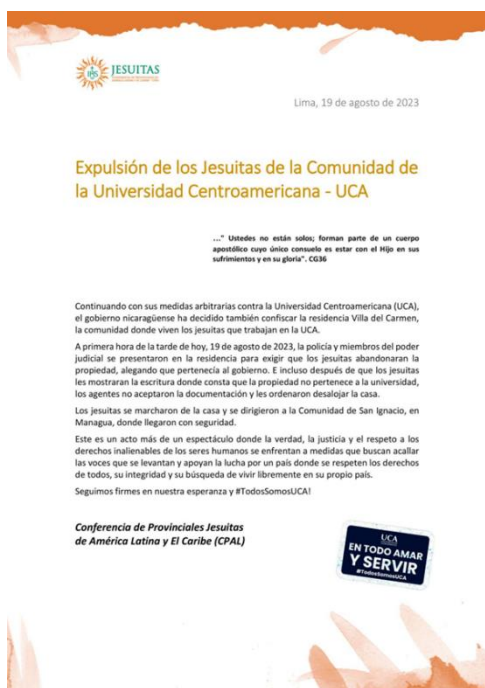 IHS
JESUITAS
Lima, 19 de agosto de 2023
Expulsión de los Jesuitas de la Comunidad de
la Universidad Centroamericana - UCA
..." Ustedes no están solos; forman parte de un cuerpo
apostólico cuyo único consuelo es estar con el Hijo en sus
sufrimientos y en su gloria". CG36
Continuando con sus medidas arbitrarias contra la Universidad Centroamericana (UCA),
el gobierno nicaragüense ha decidido también confiscar la residencia Villa del Carmen,
la comunidad donde viven los jesuitas que trabajan en la UCA.
A primera hora de la tarde de hoy, 19 de agosto de 2023, la policía y miembros del poder
judicial se presentaron en la residencia para exigir que los jesuitas abandonaran la
propiedad, alegando que pertenecía al gobierno. E incluso después de que los jesuitas
les mostraran la escritura donde consta que la propiedad no pertenece a la universidad,
los agentes no aceptaron la documentación y les ordenaron desalojar la casa.
Los jesuitas se marcharon de la casa y se dirigieron a la Comunidad de San Ignacio, en
Managua, donde llegaron con seguridad.
Este es un acto más de un espectáculo donde la verdad, la justicia y el respeto a los
derechos inalienables de los seres humanos se enfrentan a medidas que buscan acallar
las voces que se levantan y apoyan la lucha por un país donde se respeten los derechos
de todos, su integridad y su búsqueda de vivir libremente en su propio país.
Seguimos firmes en nuestra esperanza y #TodosSomosUCA!
Conferencia de Provinciales Jesuitas
de América Latina y El Caribe (CPAL)
UCA
EN TODO AMAR
Y SERVIR
#TodosSomosUCA